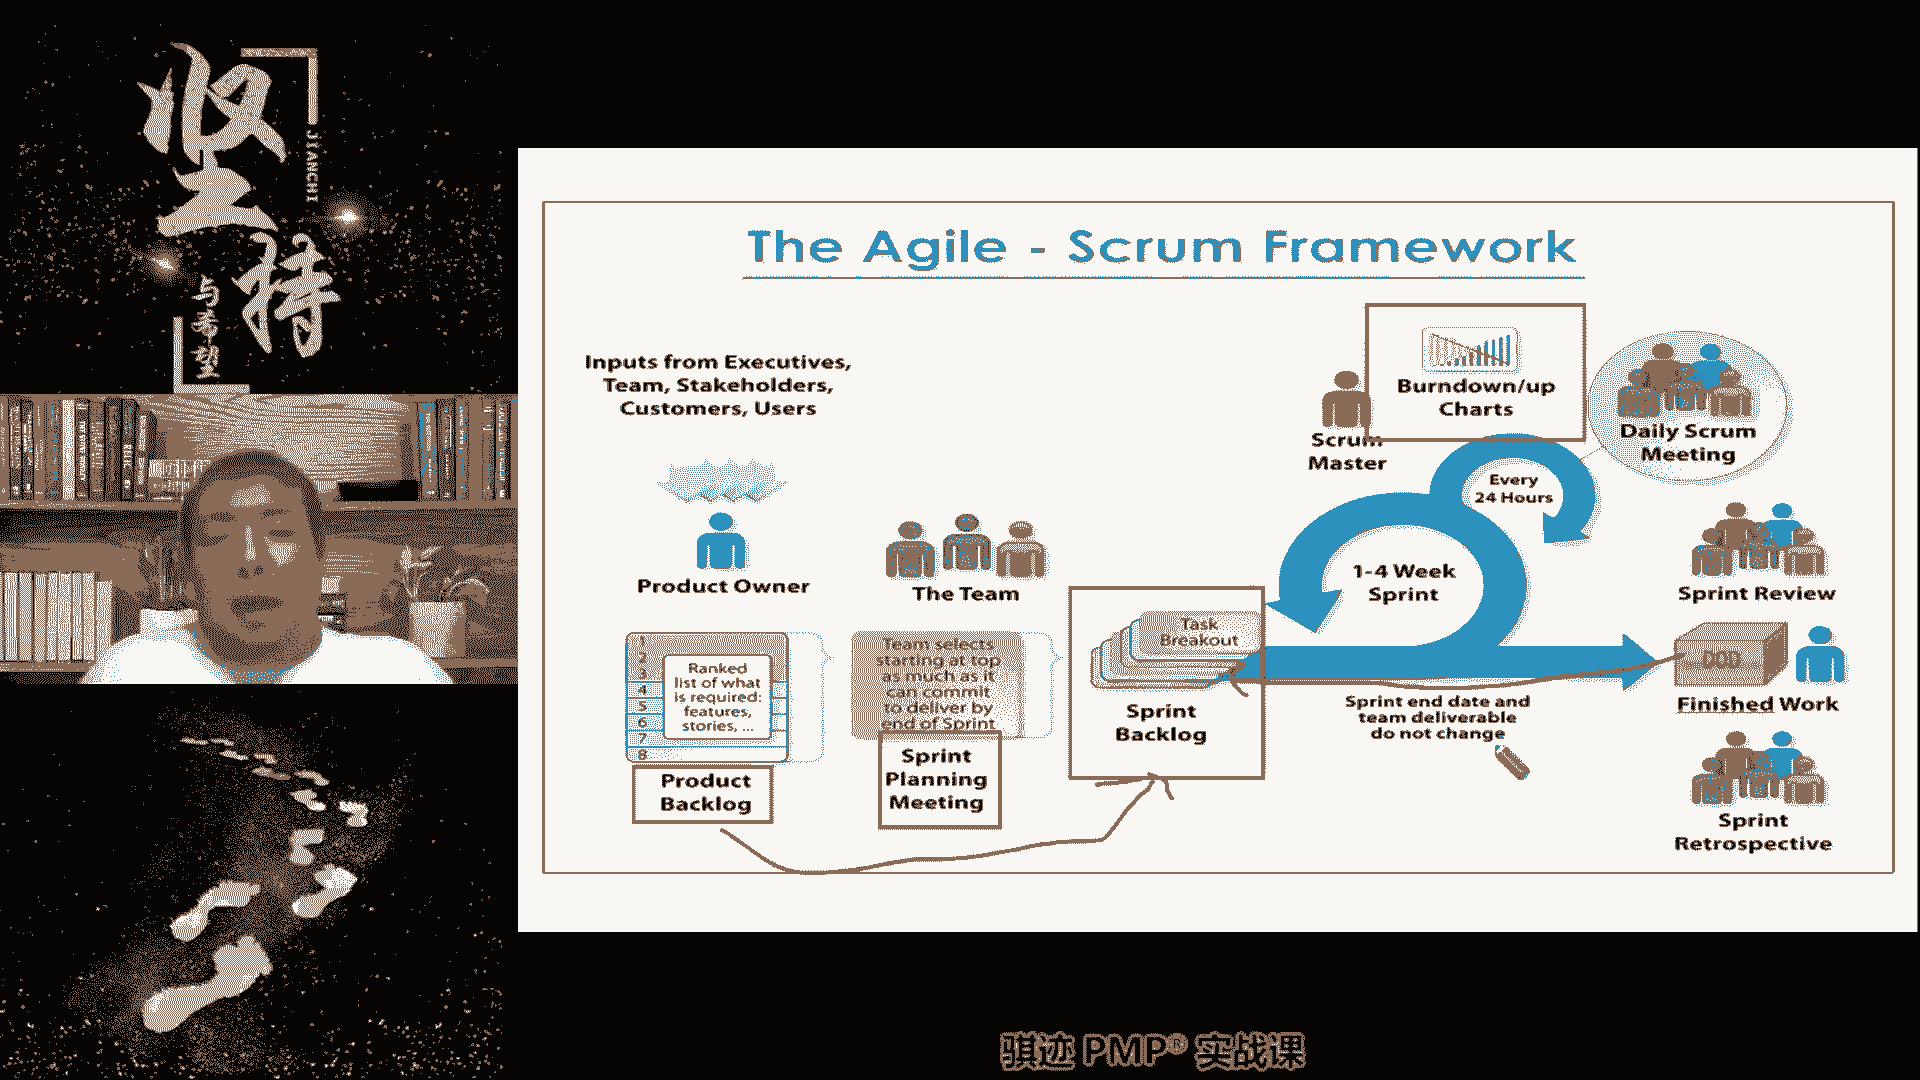 坚
持
JIANCHI
与希望
The Agile - Scrum Framework
Inputs from Executives,
Team, Stakeholders,
Customers, Users
Product Owner
The Team
1
2
3
4
5
6
7
8
Ranked
list of what
is required:
features,
stories, ...
Product
Backlog
Team selects
starting at top
as much as it
can commit
to deliver by
end of Sprint
Sprint
Planning
Meeting
Task
Breakout
Sprint
Backlog
Scrum
Master
Burndown/up
Charts
Every
24 Hours
1-4 Week
Sprint
Sprint end date and
team deliverable
do not change
Daily Scrum
Meeting
Sprint Review
DOD
Finished Work
Sprint
Retrospective
骐迹 PMP® 实战课